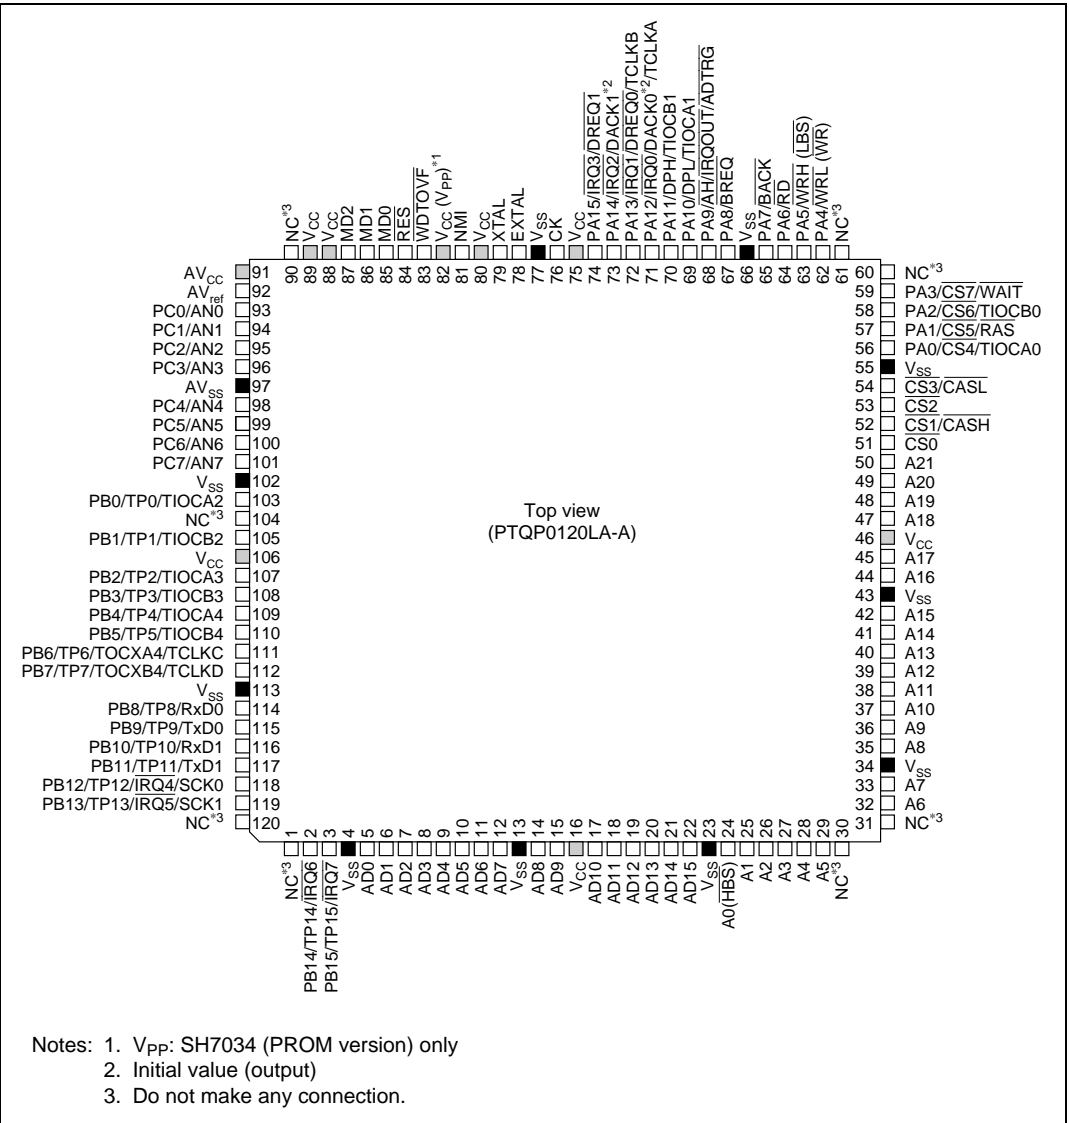 PA15/IRQ3/DREQ1
PA14/IRQ2/DACK1*2
PA13/IRQ1/DREQ0/TCLKB
PA12/IRQ0/DACK0*2/TCLKA
PA11/DPH/TIOCB1
PA10/DPL/TIOCA1
PA9/AH/IRQOUT/ADTRG
PA8/BREQ
VSS
PA7/BACK
PA6/RD
PA5/WRH (LBS)
PA4/WRL (WR)
NC*3
NC*3
VCC
VCC
MD2
MD1
MD0
RES
WDTOVF
VCC (VPP)*1
NMI
VCC
XTAL
EXTAL
VSS
CK
VCC
90 89 88 87 86 85 84 83 82 81 80 79 78 77 76 75 74 73 72 71 70 69 68 67 66 65 64 63 62 61
AVCC 91
AVref 92
PC0/AN0 93
PC1/AN1 94
PC2/AN2 95
PC3/AN3 96
AVSS 97
PC4/AN4 98
PC5/AN5 99
PC6/AN6 100
PC7/AN7 101
VSS 102
PB0/TP0/TIOCA2 103
NC*3 104
PB1/TP1/TIOCB2 105
VCC 106
PB2/TP2/TIOCA3 107
PB3/TP3/TIOCB3 108
PB4/TP4/TIOCA4 109
PB5/TP5/TIOCB4 110
PB6/TP6/TOCXA4/TCLKC 111
PB7/TP7/TOCXB4/TCLKD 112
VSS 113
PB8/TP8/RxD0 114
PB9/TP9/TxD0 115
PB10/TP10/RxD1 116
PB11/TP11/TxD1 117
PB12/TP12/IRQ4/SCK0 118
PB13/TP13/IRQ5/SCK1 119
NC*3 120
Top view
(PTQP0120LA-A)
60 NC*3
59 PA3/CS7/WAIT
58 PA2/CS6/TIOCB0
57 PA1/CS5/RAS
56 PA0/CS4/TIOCA0
55 VSS
54 CS3/CASL
53 CS2
52 CS1/CASH
51 CS0
50 A21
49 A20
48 A19
47 A18
46 VCC
45 A17
44 A16
43 VSS
42 A15
41 A14
40 A13
39 A12
38 A11
37 A10
36 A9
35 A8
34 VSS
33 A7
32 A6
31 NC*3
1 2 3 4 5 6 7 8 9 10 11 12 13 14 15 16 17 18 19 20 21 22 23 24 25 26 27 28 29 30
NC*3
PB14/TP14/IRQ6
PB15/TP15/IRQ7
VSS
AD0
AD1
AD2
AD3
AD4
AD5
AD6
AD7
VSS
AD8
AD9
VCC
AD10
AD11
AD12
AD13
AD14
AD15
VSS
A0(HBS)
A1
A2
A3
A4
A5
NC*3
Notes: 1. VPP: SH7034 (PROM version) only
2. Initial value (output)
3. Do not make any connection.